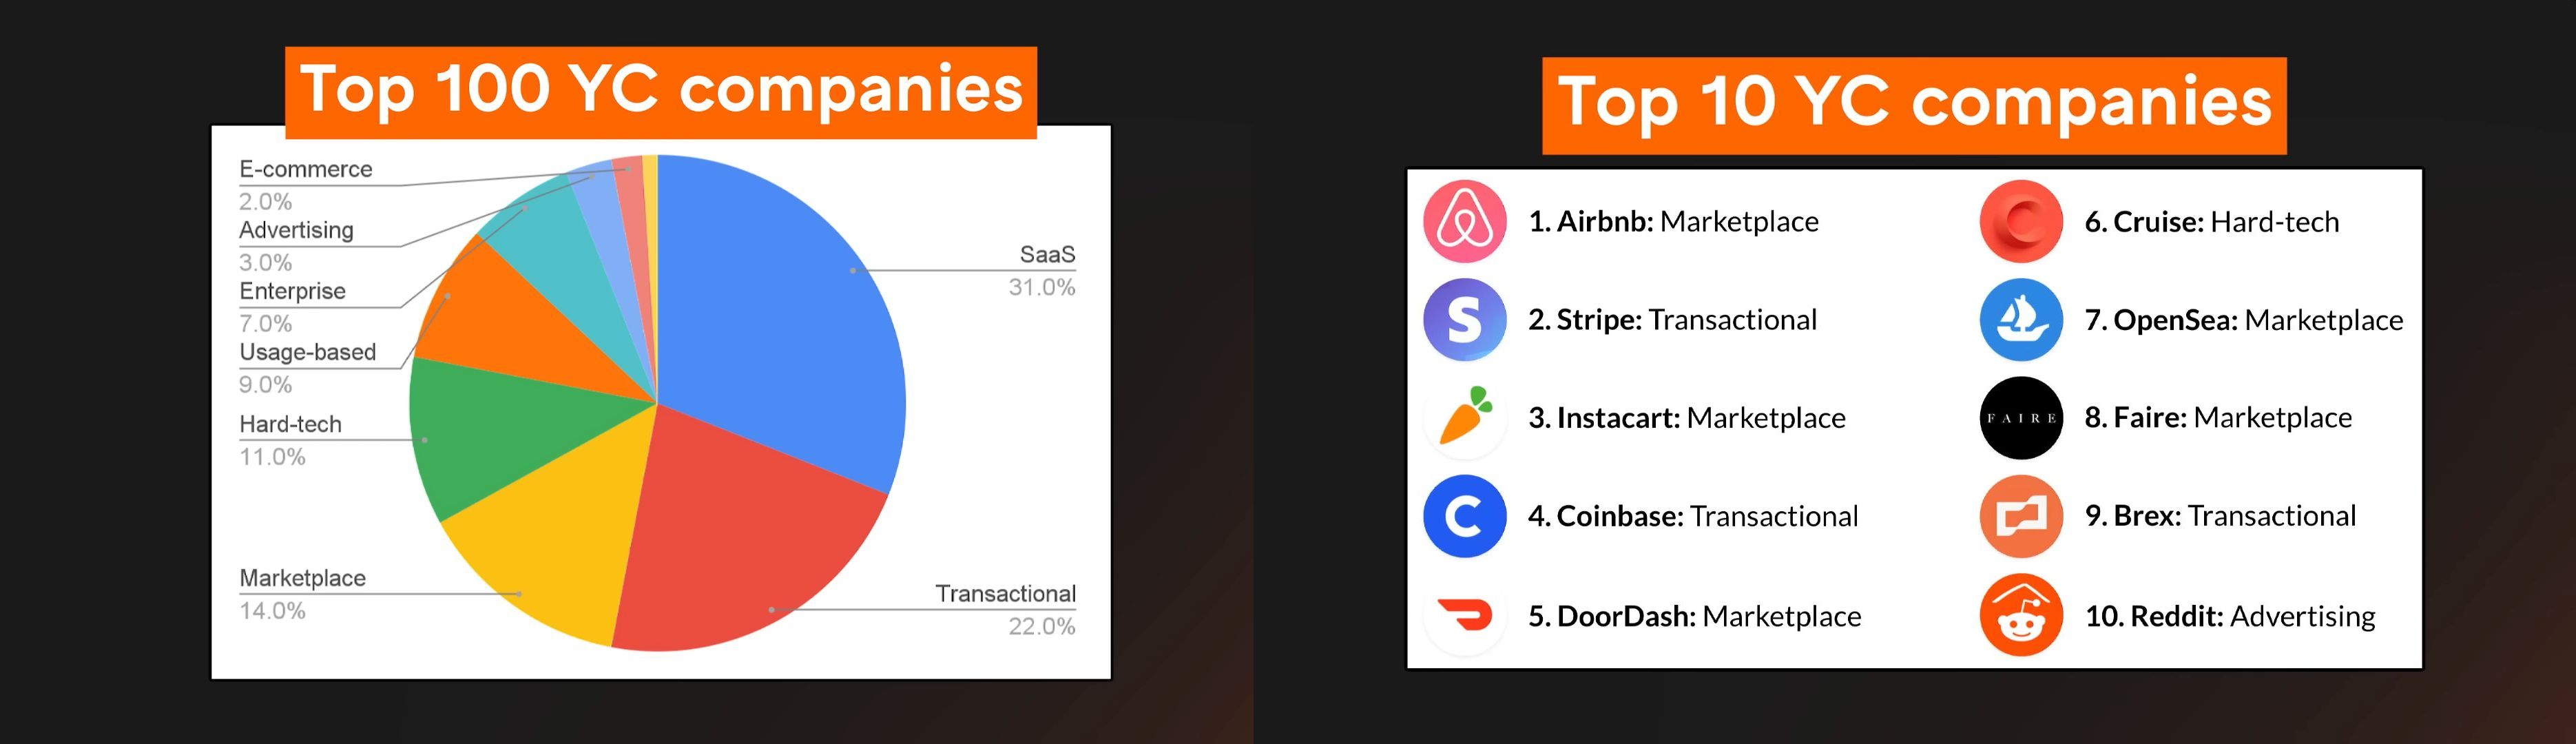 Top 100 YC companies
E-commerce
2.0%
Advertising
3.0%
Enterprise
7.0%
Usage-based
9.0%
Hard-tech
11.0%
Marketplace
14.0%
SaaS
31.0%
Transactional
22.0%
Top 10 YC companies
1. Airbnb: Marketplace
2. Stripe: Transactional
3. Instacart: Marketplace
4. Coinbase: Transactional
5. DoorDash: Marketplace
6. Cruise: Hard-tech
7. OpenSea: Marketplace
FAIRE
8. Faire: Marketplace
9. Brex: Transactional
10. Reddit: Advertising